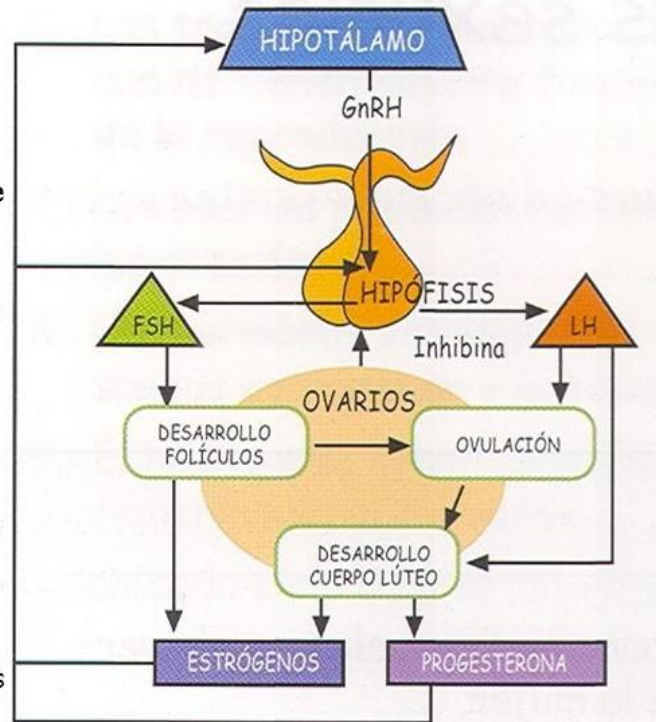 HIPOTÁLAMO
GnRH
HIPÓFISIS
FSH
LH
Inhibina
OVARIOS
DESARROLLO
FOLÍCULOS
OVULACIÓN
DESARROLLO
CUERPO LÚTEO
ESTRÓGENOS
PROGESTERONA